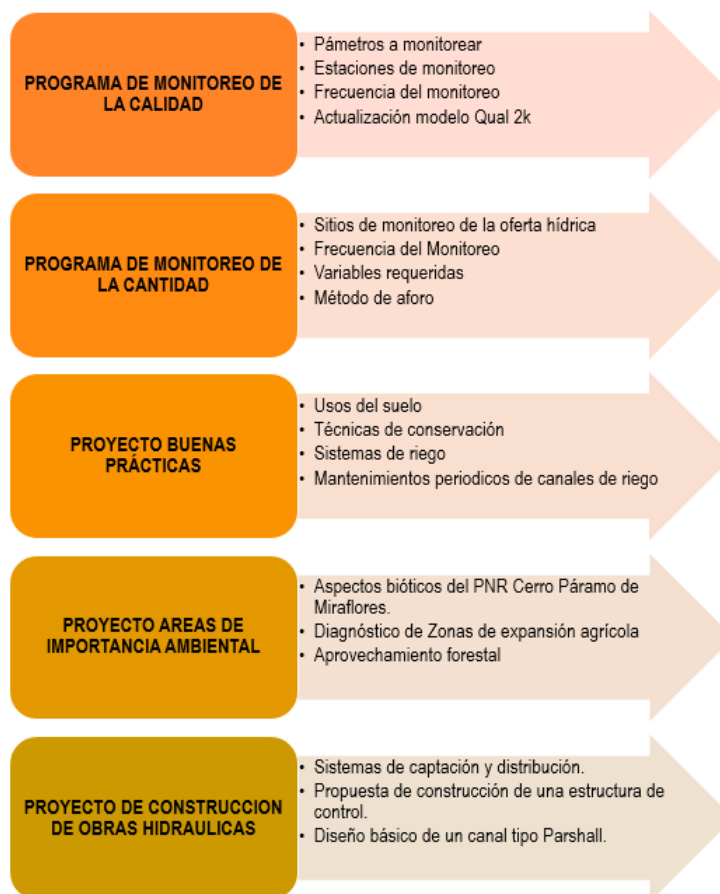 PROGRAMA DE MONITOREO DE
LA CALIDAD
• Pámetros a monitorear
• Estaciones de monitoreo
• Frecuencia del monitoreo
• Actualización modelo Qual 2k
PROGRAMA DE MONITOREO DE
LA CANTIDAD
• Sitios de monitoreo de la oferta hídrica
• Frecuencia del Monitoreo
• Variables requeridas
• Método de aforo
PROYECTO BUENAS
PRÁCTICAS
• Usos del suelo
• Técnicas de conservación
• Sistemas de riego
• Mantenimientos periodicos de canales de riego
PROYECTO AREAS DE
IMPORTANCIA AMBIENTAL
• Aspectos bióticos del PNR Cerro Páramo de
Miraflores.
• Diagnóstico de Zonas de expansión agrícola
• Aprovechamiento forestal
PROYECTO DE CONSTRUCCION
DE OBRAS HIDRAULICAS
• Sistemas de captación y distribución.
• Propuesta de construcción de una estructura de
control.
• Diseño básico de un canal tipo Parshall.